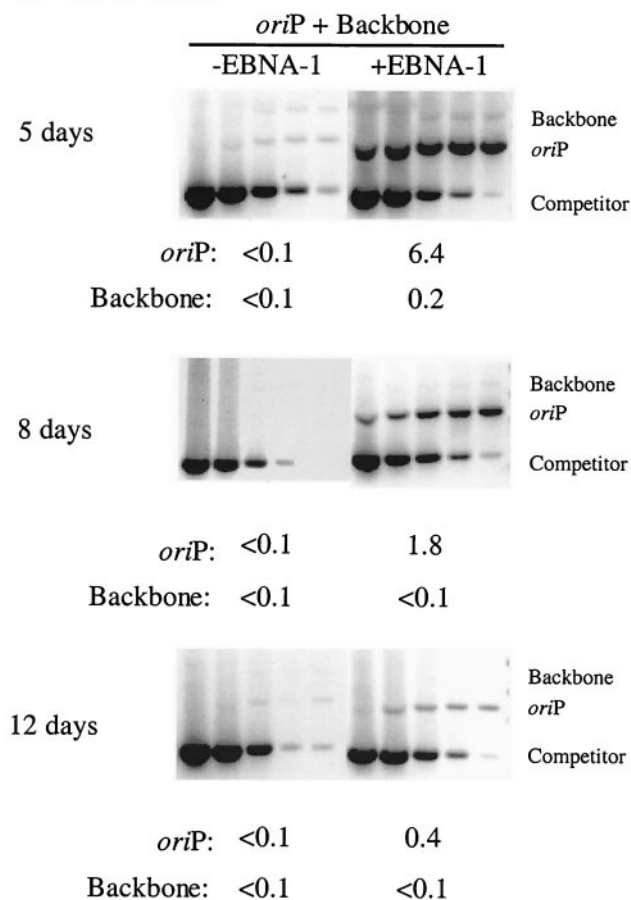 oriP + Backbone
-EBNA-1 +EBNA-1
5 days
Backbone
oriP
Competitor
oriP: <0.1 6.4
Backbone: <0.1 0.2
8 days
Backbone
oriP
Competitor
oriP: <0.1 1.8
Backbone: <0.1 <0.1
12 days
Backbone
oriP
Competitor
oriP: <0.1 0.4
Backbone: <0.1 <0.1